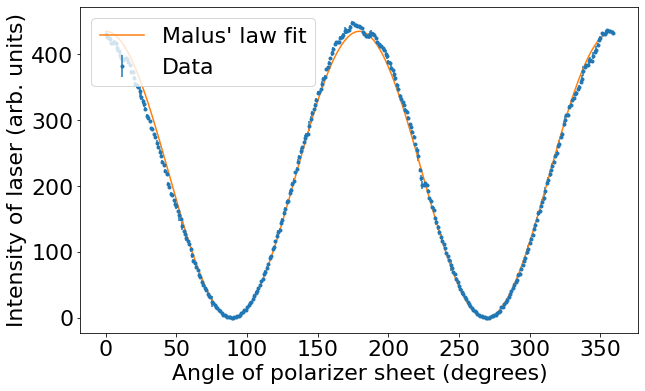 Malus' law fit
Data
Intensity of laser (arb. units)
400
300
200
100
0
0 50 100 150 200 250 300 350
Angle of polarizer sheet (degrees)